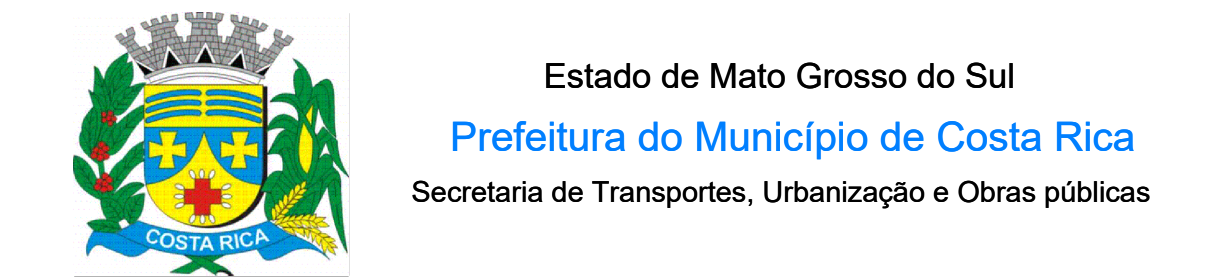 COSTA RICA
Estado de Mato Grosso do Sul
Prefeitura do Município de Costa Rica
Secretaria de Transportes, Urbanização e Obras públicas